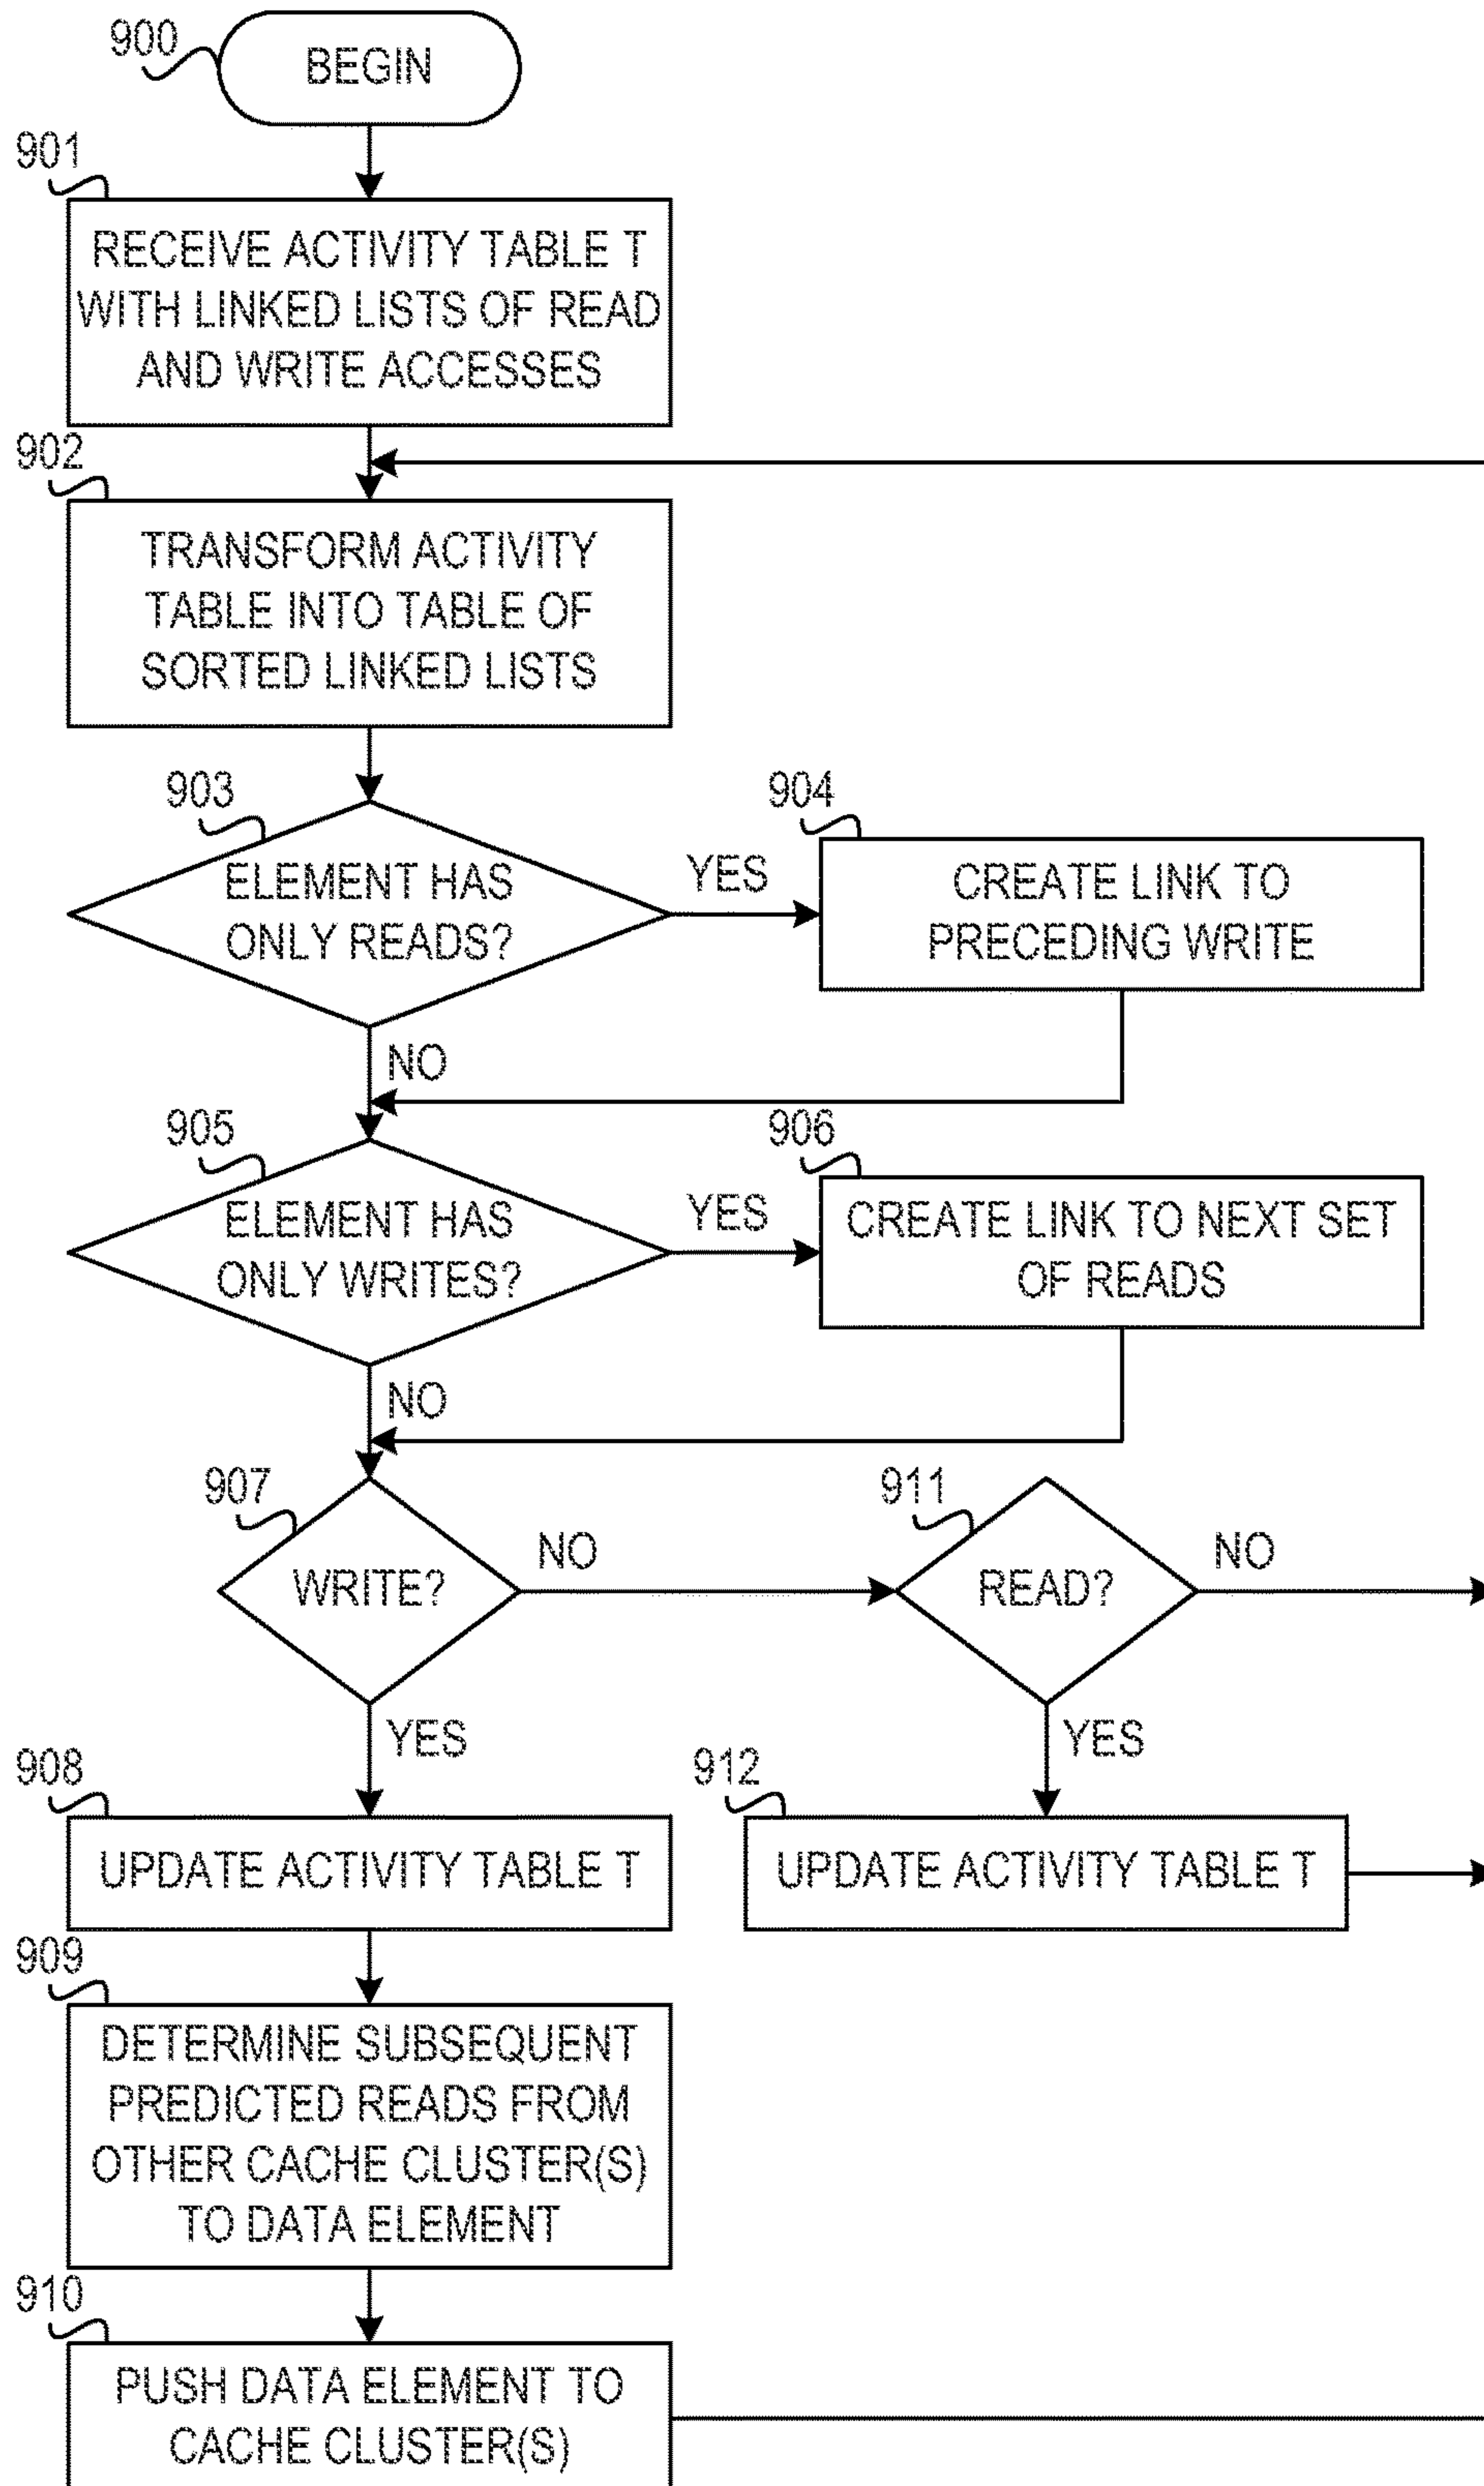 900
BEGIN
901
RECEIVE ACTIVITY TABLE T
WITH LINKED LISTS OF READ
AND WRITE ACCESSES
902
TRANSFORM ACTIVITY
TABLE INTO TABLE OF
SORTED LINKED LISTS
903
ELEMENT HAS
ONLY READS?
YES
904
CREATE LINK TO
PRECEDING WRITE
NO
905
ELEMENT HAS
ONLY WRITES?
YES
906
CREATE LINK TO NEXT SET
OF READS
NO
907
WRITE?
NO
911
READ?
NO
YES
YES
908
UPDATE ACTIVITY TABLE T
912
UPDATE ACTIVITY TABLE T
909
DETERMINE SUBSEQUENT
PREDICTED READS FROM
OTHER CACHE CLUSTER(S)
TO DATA ELEMENT
910
PUSH DATA ELEMENT TO
CACHE CLUSTER(S)